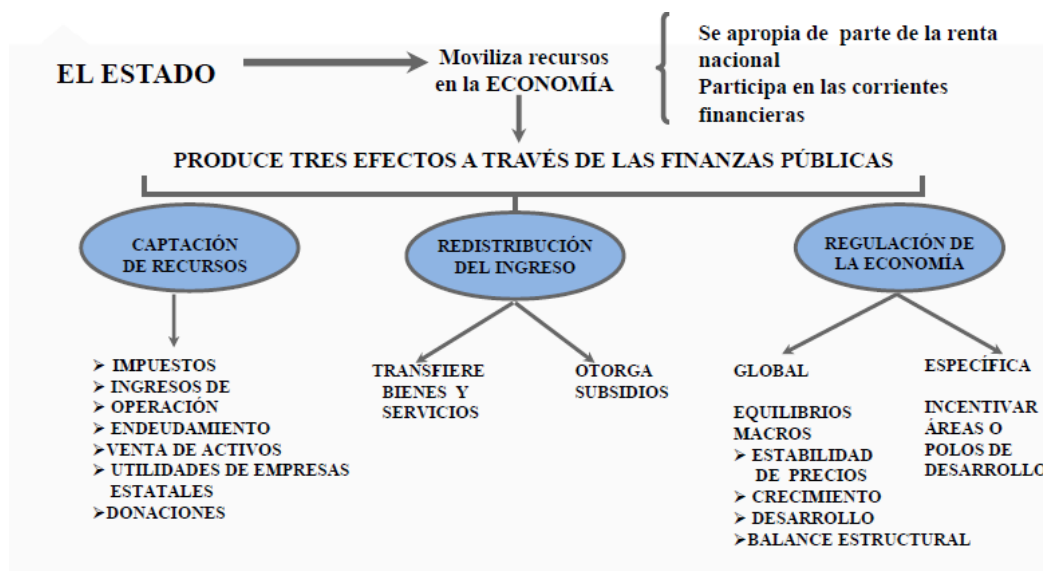 EL ESTADO
Moviliza recursos
en la ECONOMÍA
Se apropia de parte de la renta
nacional
Participa en las corrientes
financieras
PRODUCE TRES EFECTOS A TRAVÉS DE LAS FINANZAS PÚBLICAS
CAPTACIÓN
DE RECURSOS
➢ IMPUESTOS
➢ INGRESOS DE
➢ OPERACIÓN
➢ ENDEUDAMIENTO
➢VENTA DE ACTIVOS
➢ UTILIDADES DE EMPRESAS
ESTATALES
➢DONACIONES
REDISTRIBUCIÓN
DEL INGRESO
TRANSFIERE
BIENES Y
SERVICIOS
OTORGA
SUBSIDIOS
REGULACIÓN DE
LA ECONOMÍA
GLOBAL
EQUILIBRIOS
MACROS
➢ ESTABILIDAD
DE PRECIOS
➢ CRECIMIENTO
➢ DESARROLLO
➢BALANCE ESTRUCTURAL
ESPECÍFICA
INCENTIVAR
ÁREAS O
POLOS DE
DESARROLLO